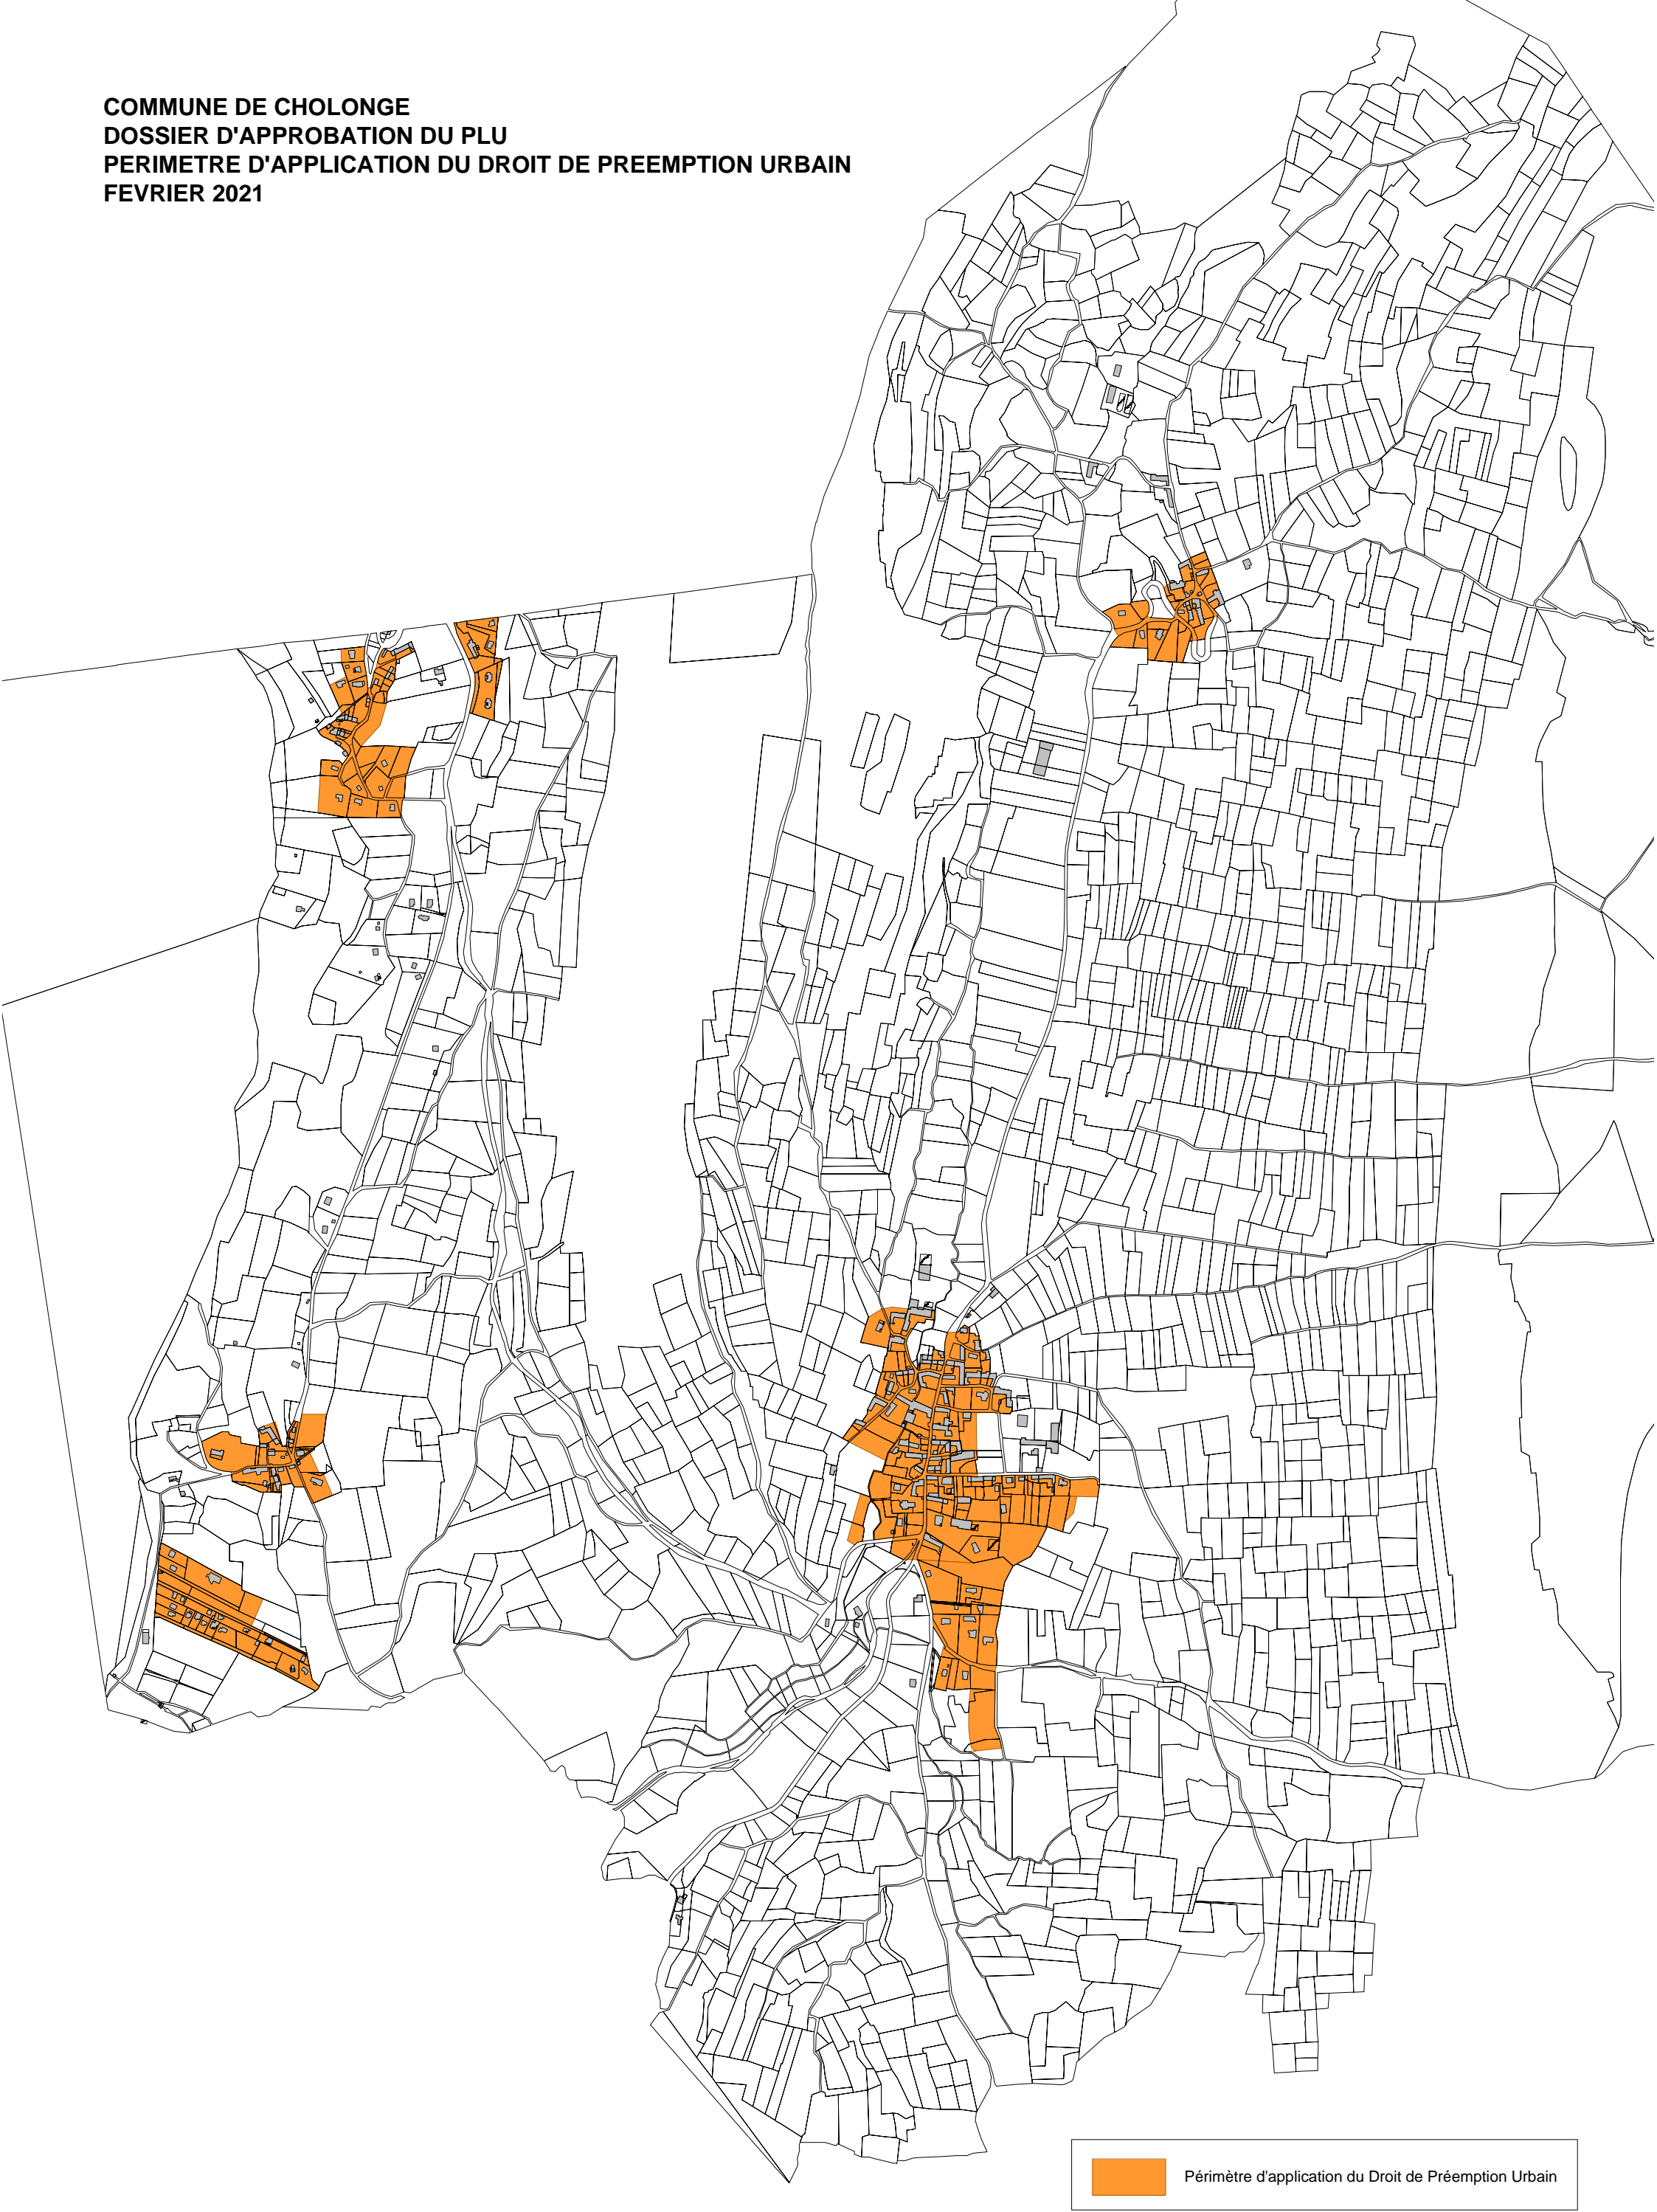 COMMUNE DE CHOLONGE
DOSSIER D'APPROBATION DU PLU
PERIMETRE D'APPLICATION DU DROIT DE PREEMPTION URBAIN
FEVRIER 2021
Périmètre d'application du Droit de Préemption Urbain